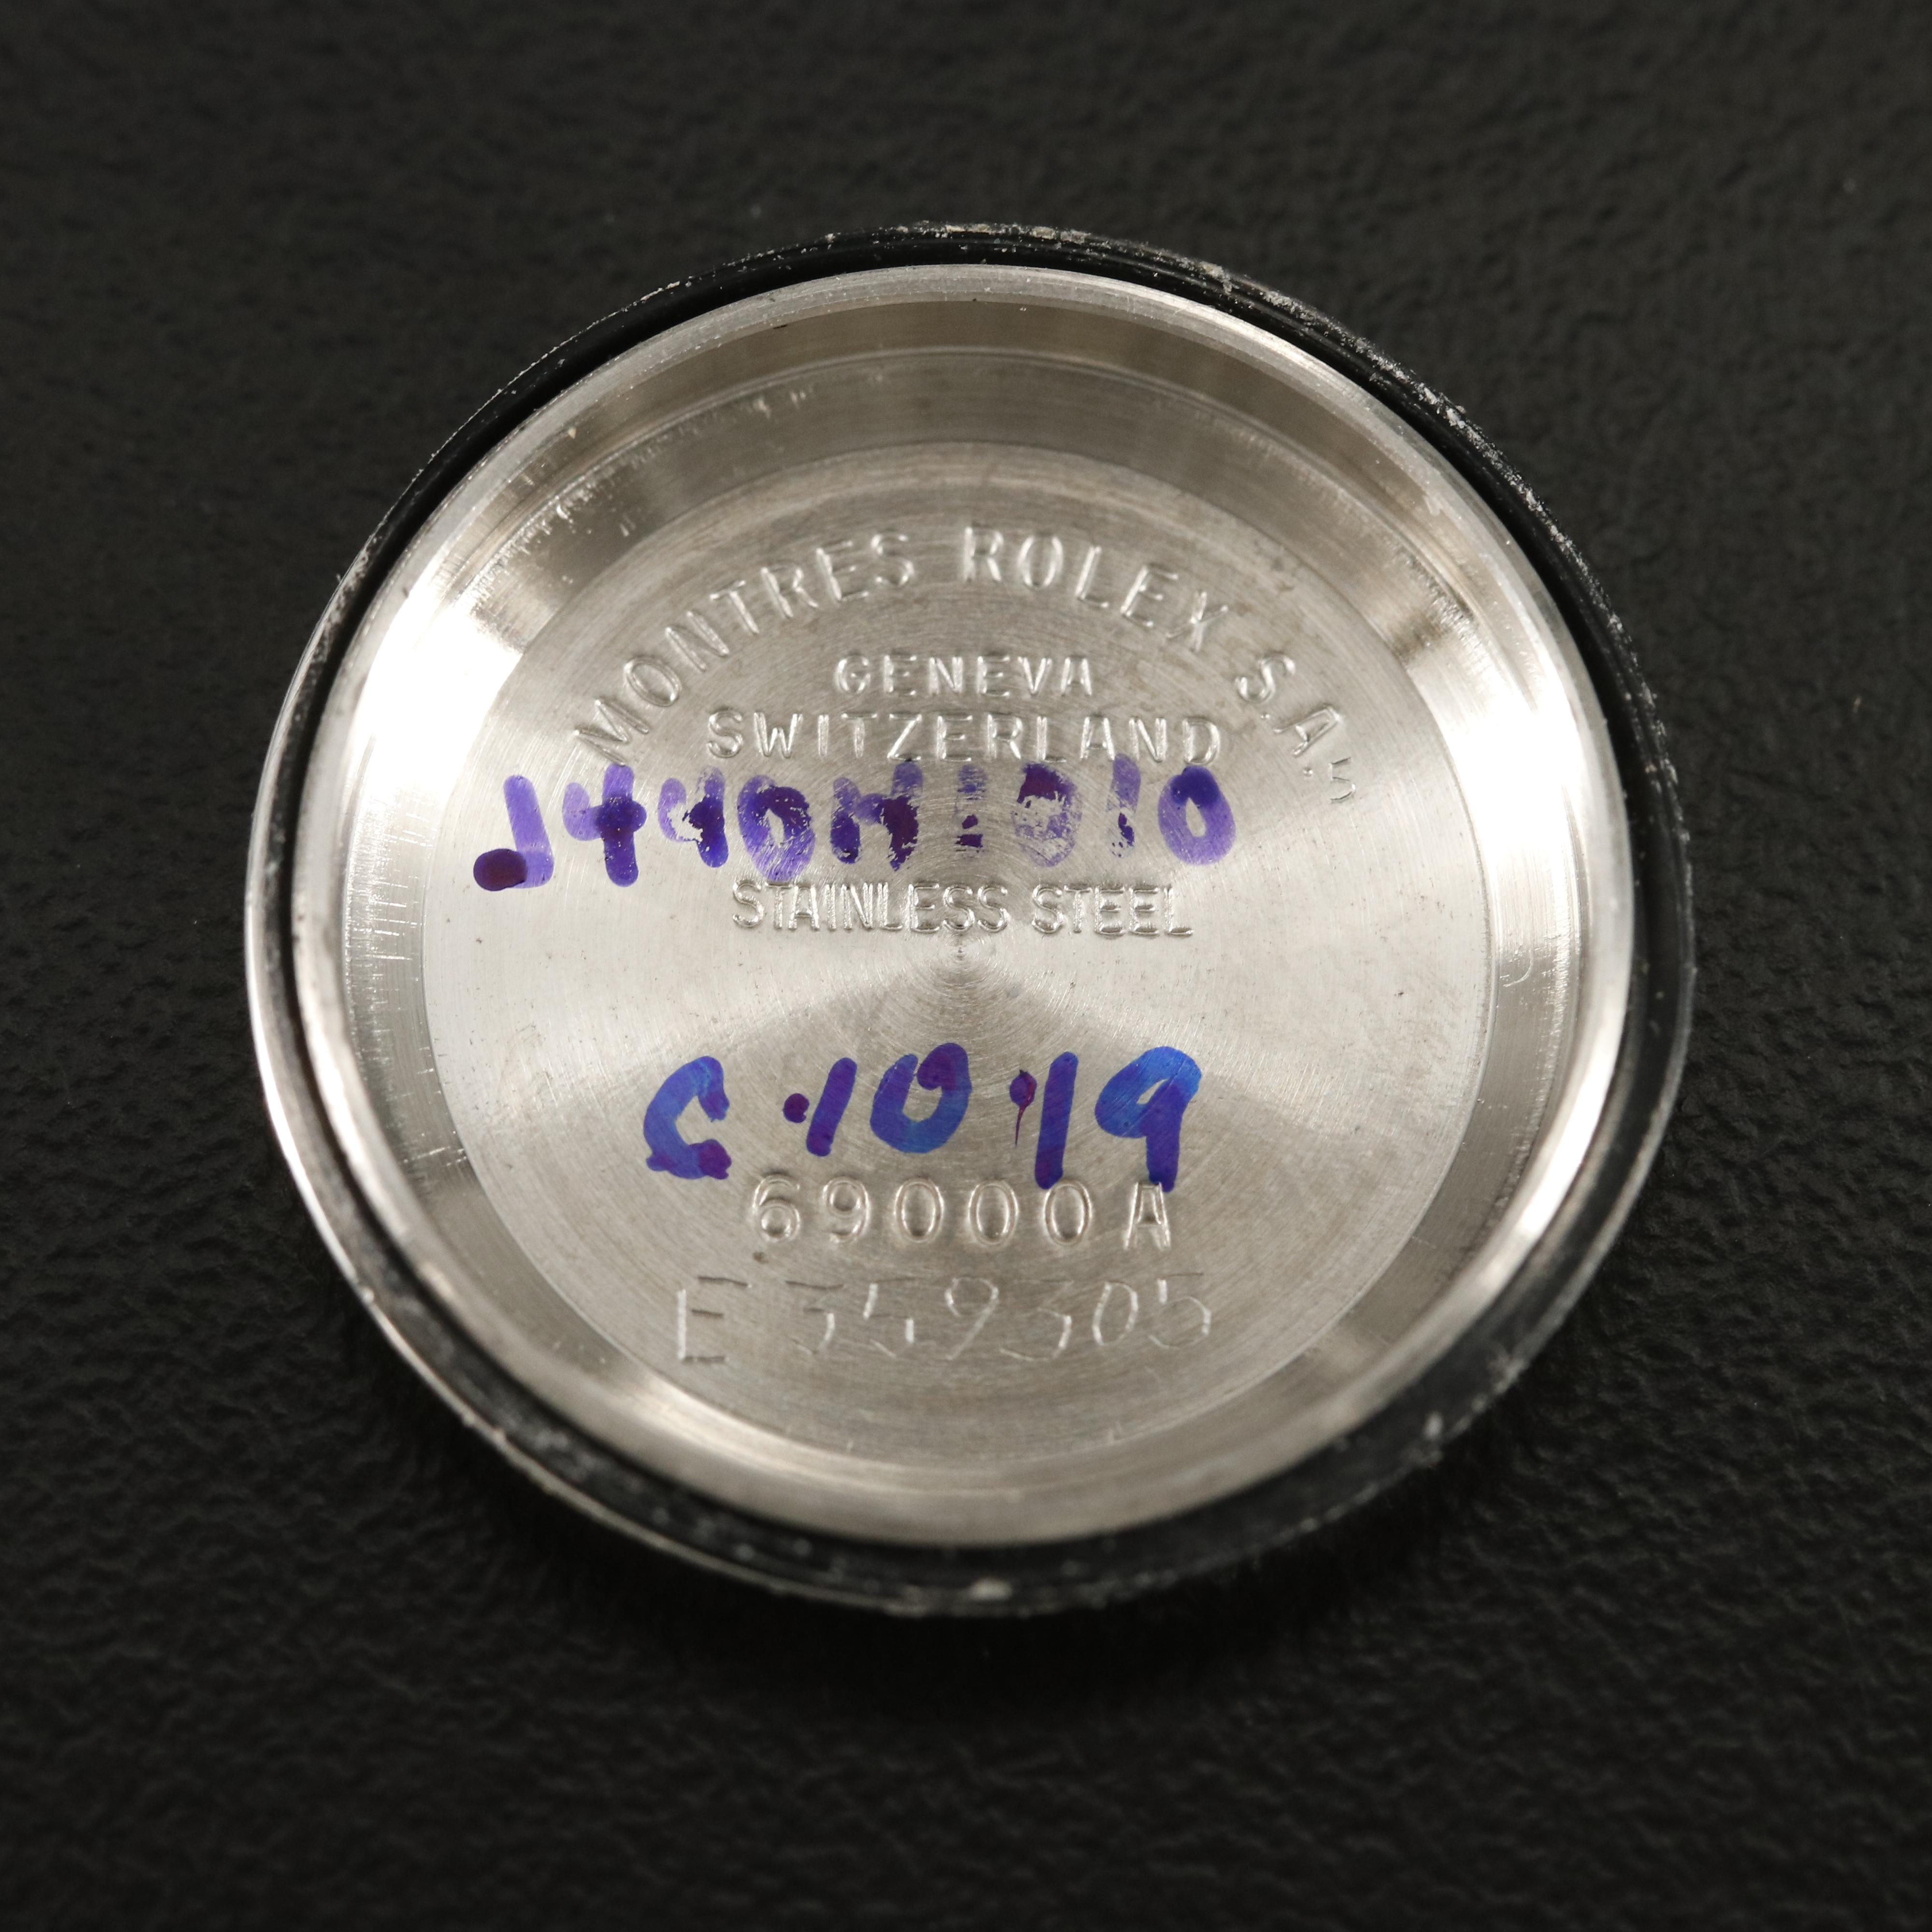 "MONTRES ROLEX S.A."
GENEVA
SWITZERLAND
STAINLESS STEEL
C·10·19
69000A
E359305